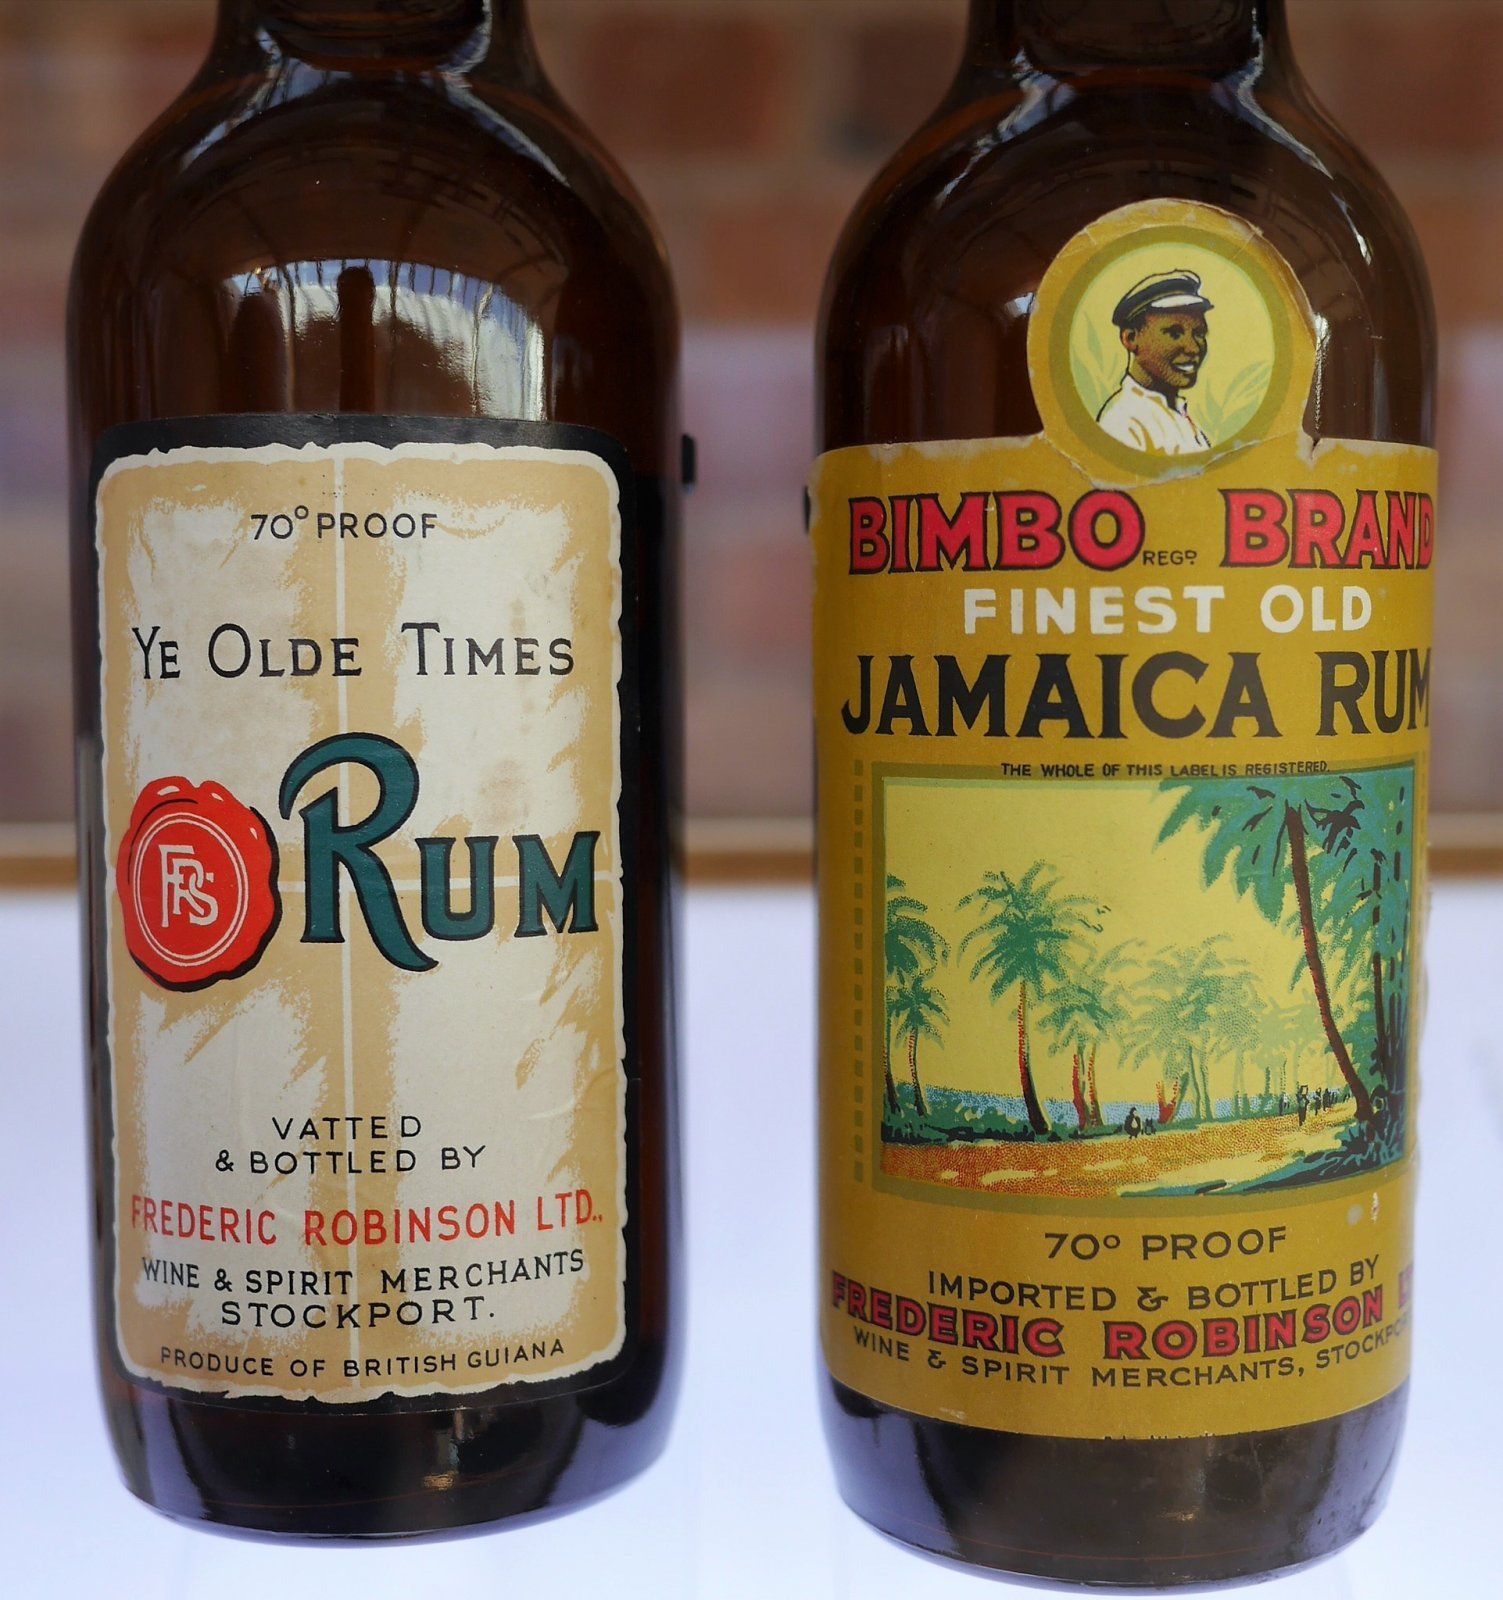 70° PROOF
YE OLDE TIMES
FRS
RUM
VATTED
& BOTTLED BY
FREDERIC ROBINSON LTD.,
WINE & SPIRIT MERCHANTS
STOCKPORT.
PRODUCE OF BRITISH GUIANA
BIMBO REGD BRAND
FINEST OLD
JAMAICA RUM
THE WHOLE OF THIS LABEL IS REGISTERED.
70° PROOF
IMPORTED & BOTTLED BY
FREDERIC ROBINSON
WINE & SPIRIT MERCHANTS, STOCKPOR